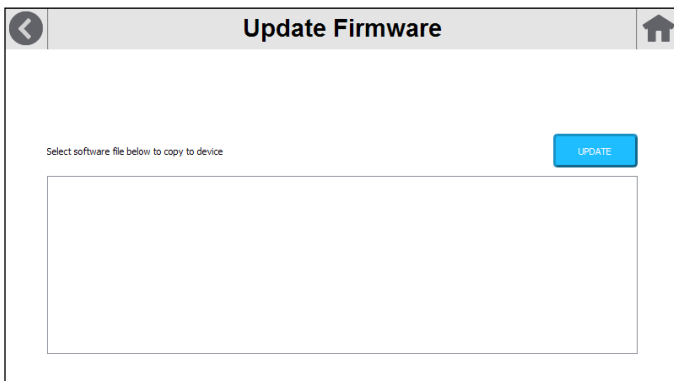 Update Firmware
Select software file below to copy to device
UPDATE